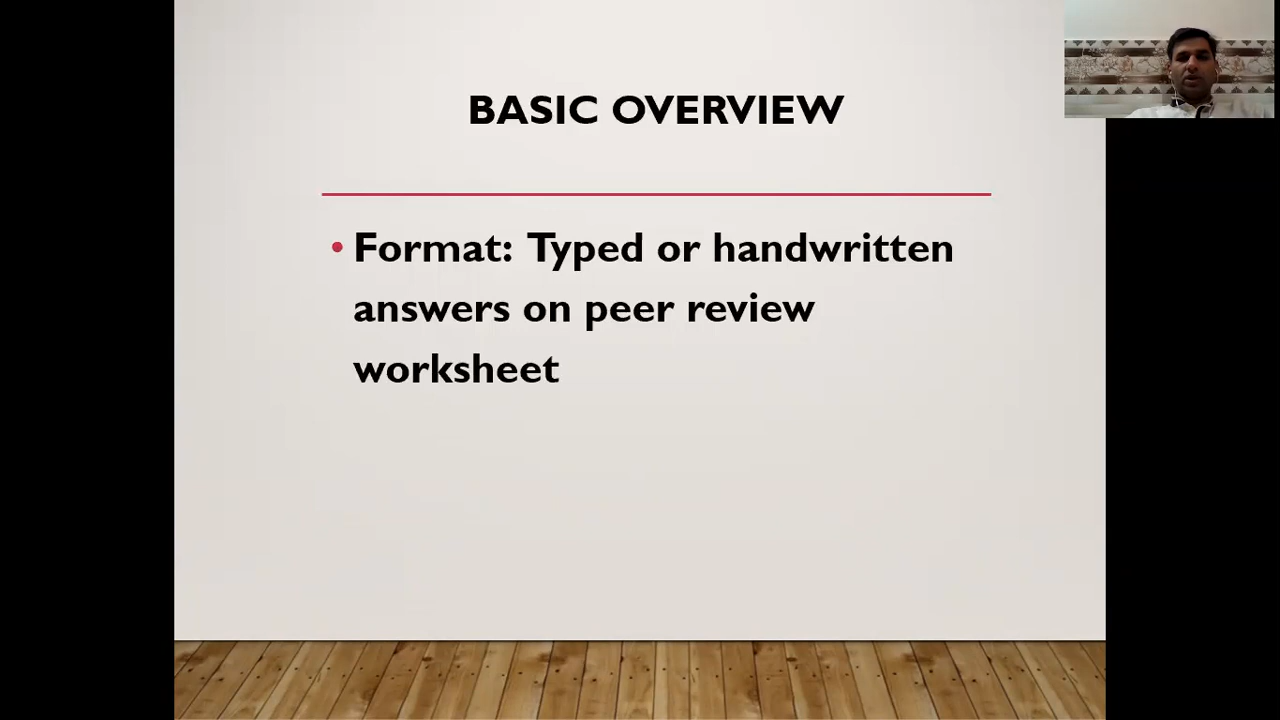 BASIC OVERVIEW
• Format: Typed or handwritten
answers on peer review
worksheet